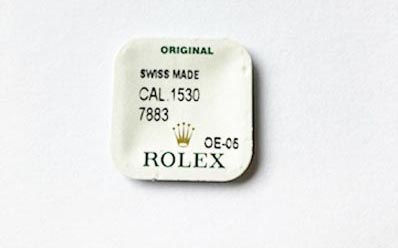 ORIGINAL
SWISS MADE
CAL.1530
7883
OE-05
ROLEX